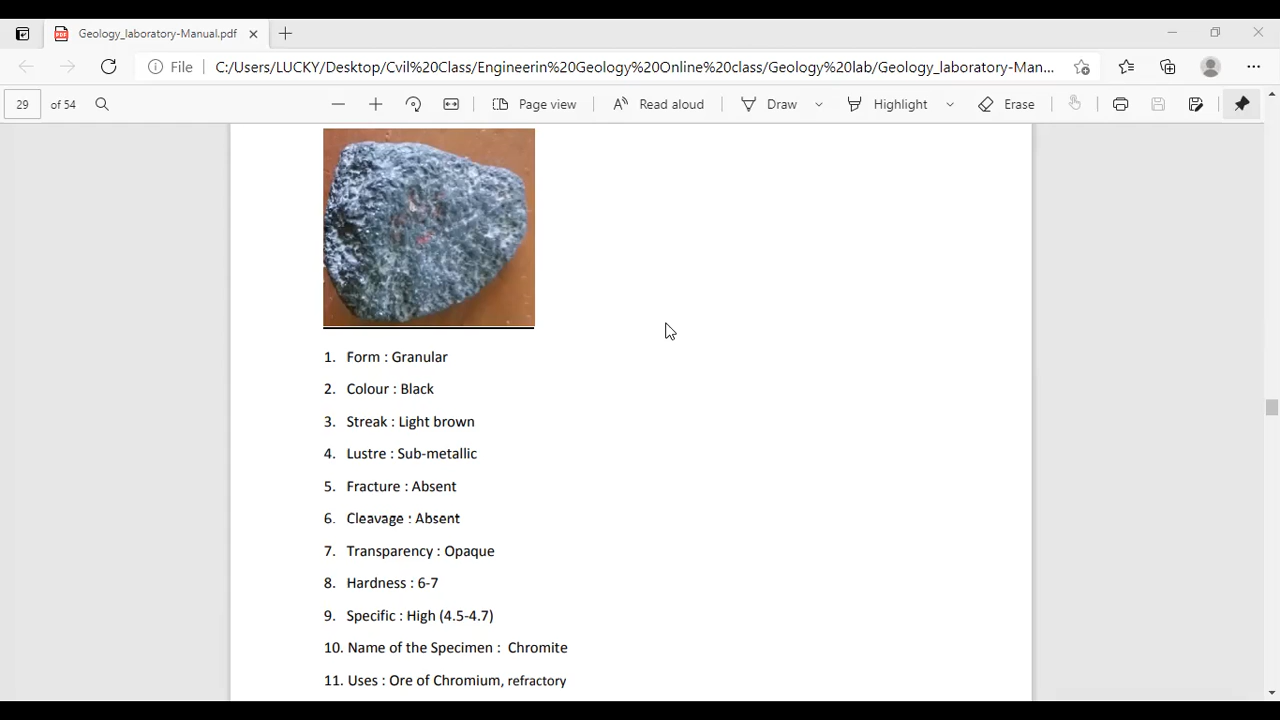 Geology_laboratory-Manual.pdf
File C:/Users/LUCKY/Desktop/Cvil%20Class/Engineerin%20Geology%20Online%20class/Geology%20lab/Geology_laboratory-Man...
29 of 54 Page view Read aloud Draw Highlight Erase
1. Form : Granular
2. Colour : Black
3. Streak : Light brown
4. Lustre : Sub-metallic
5. Fracture : Absent
6. Cleavage : Absent
7. Transparency : Opaque
8. Hardness : 6-7
9. Specific : High (4.5-4.7)
10. Name of the Specimen : Chromite
11. Uses : Ore of Chromium, refractory